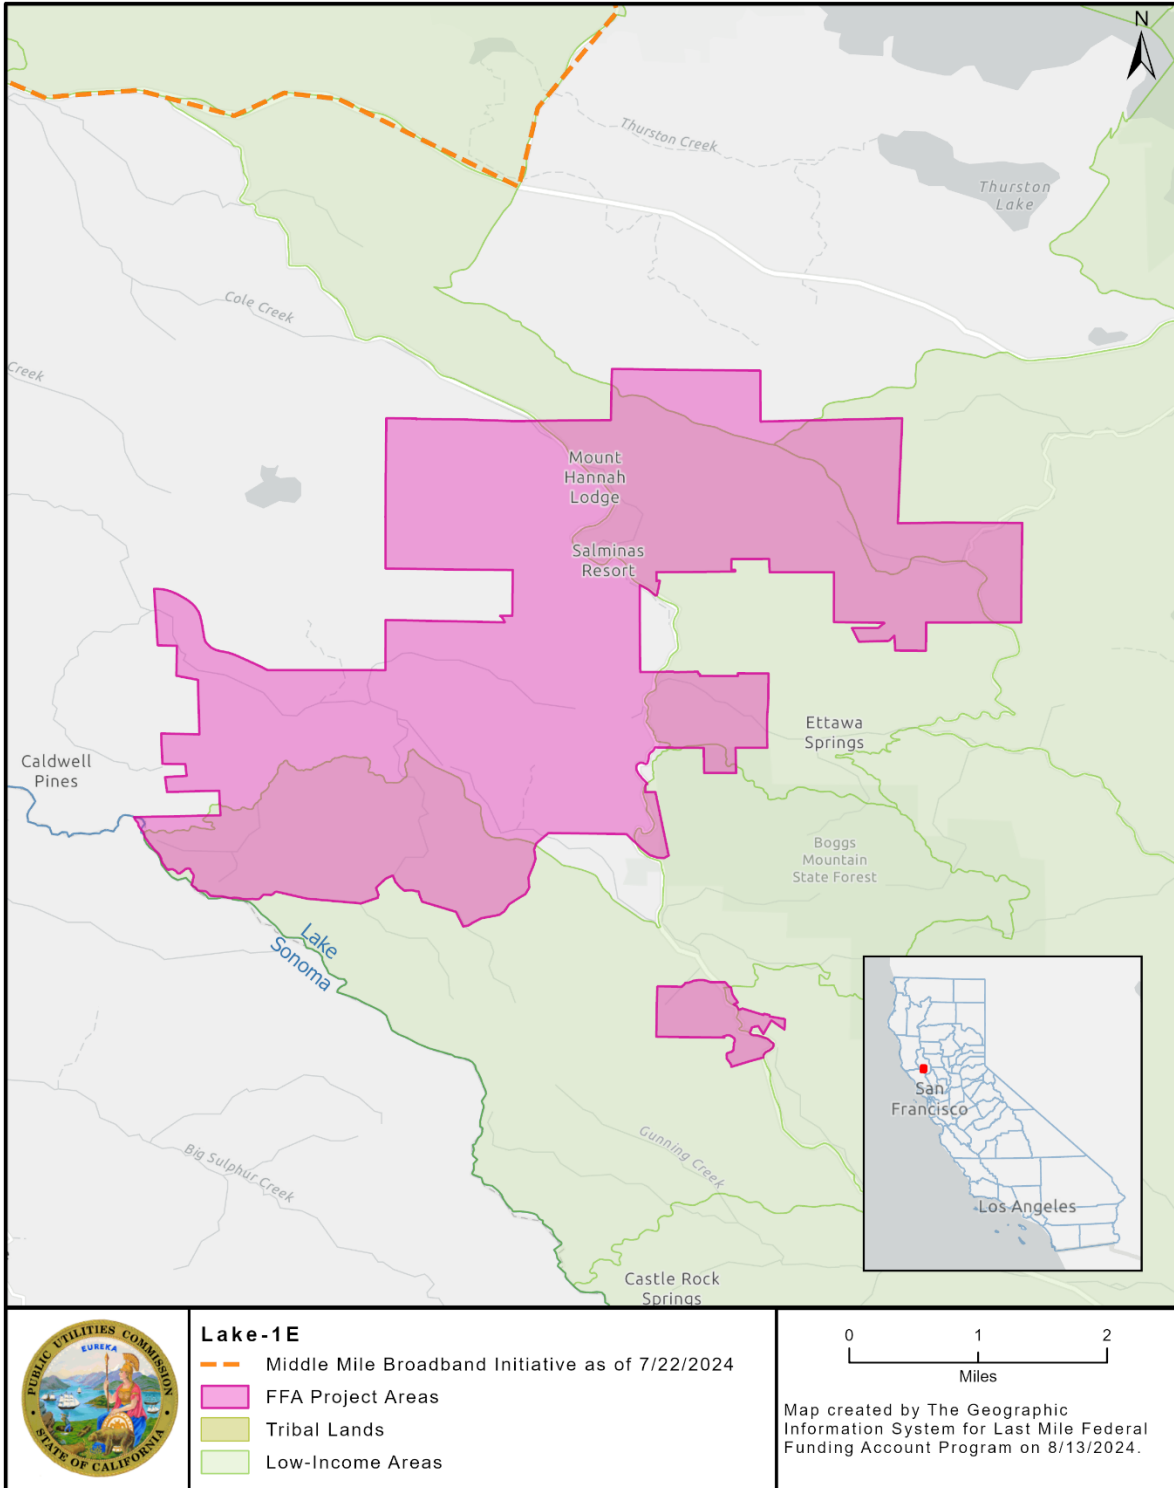 N
Thurston Creek
Thurston
Lake
Cole Creek
Creek
Mount
Hannah
Lodge
Salminas
Resort
Ettawa
Springs
Caldwell
Pines
Boggs
Mountain
State Forest
Lake
Sonoma
San
Francisco
Los Angeles
Gunning Creek
Big Sulphur Creek
Castle Rock
Springs
PUBLIC UTILITIES COMMISSION
EUREKA
STATE OF CALIFORNIA
Lake-1E
Middle Mile Broadband Initiative as of 7/22/2024
FFA Project Areas
Tribal Lands
Low-Income Areas
0 1 2
Miles
Map created by The Geographic
Information System for Last Mile Federal
Funding Account Program on 8/13/2024.